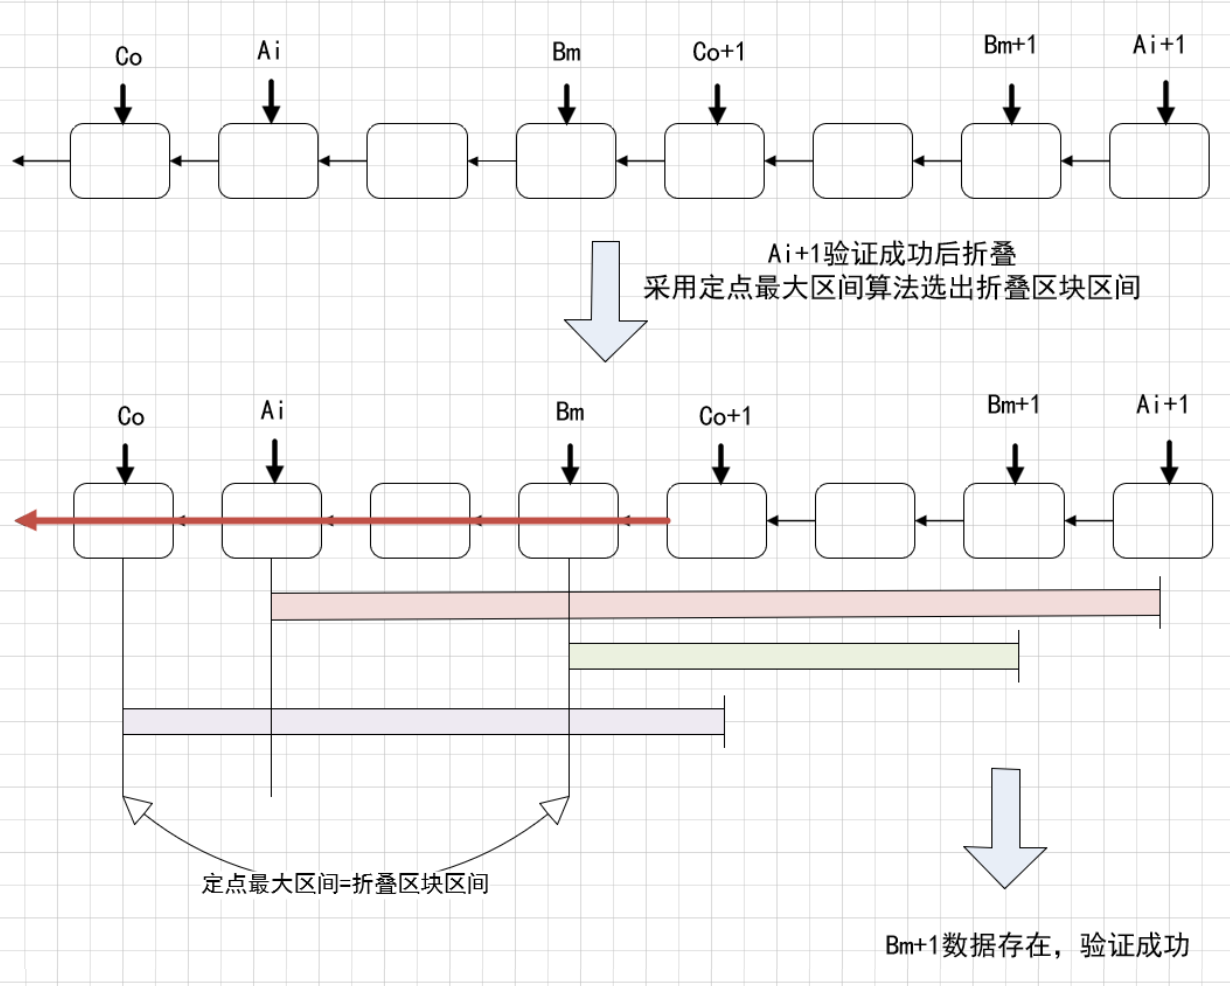 Co
Ai
Bm
Co+1
Bm+1
Ai+1
Ai+1验证成功后折叠
采用定点最大区间算法选出折叠区块区间
Co
Ai
Bm
Co+1
Bm+1
Ai+1
定点最大区间=折叠区块区间
Bm+1数据存在，验证成功